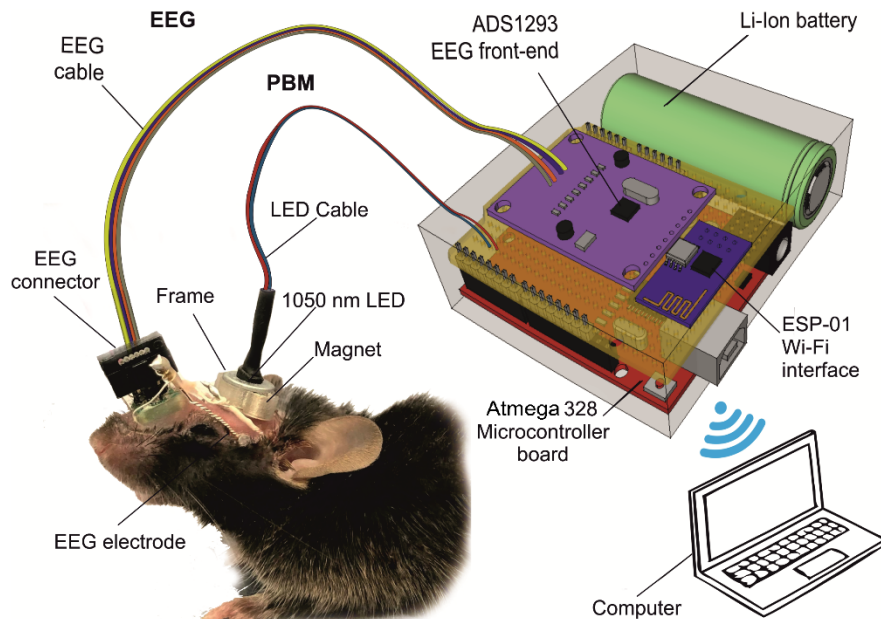 EEG
EEG
cable
PBM
ADS1293
EEG front-end
Li-Ion battery
LED Cable
EEG
connector
Frame
1050 nm LED
Magnet
ESP-01
Wi-Fi
interface
Atmega 328
Microcontroller
board
EEG electrode
Computer